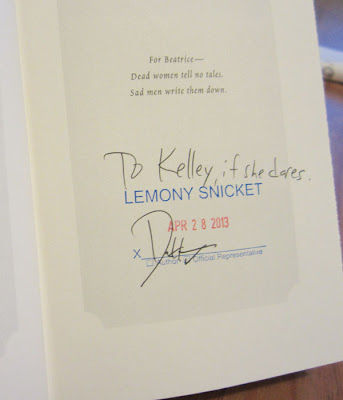 For Beatrice—
Dead women tell no tales.
Sad men write them down.
To Kelley, if she dares.
LEMONY SNICKET
APR 28 2013
X
Author Official Representative